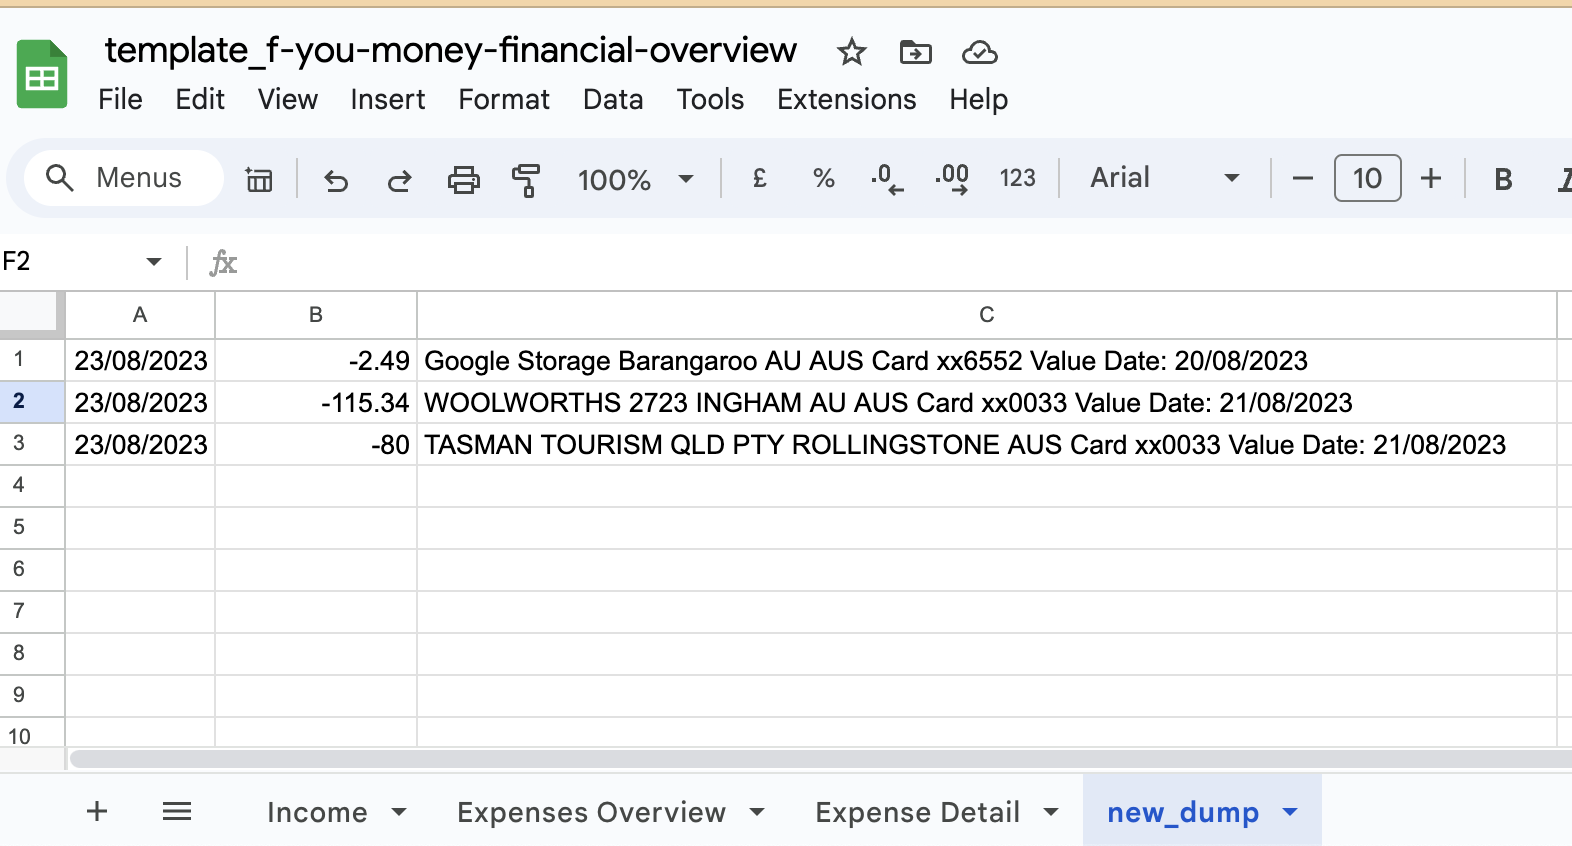 template_f-you-money-financial-overview
File Edit View Insert Format Data Tools Extensions Help
Menus 100% £ % .0 .00 123 Arial 10 B I
F2 fx
A B C
1 23/08/2023 -2.49 Google Storage Barangaroo AU AUS Card xx6552 Value Date: 20/08/2023
2 23/08/2023 -115.34 WOOLWORTHS 2723 INGHAM AU AUS Card xx0033 Value Date: 21/08/2023
3 23/08/2023 -80 TASMAN TOURISM QLD PTY ROLLINGSTONE AUS Card xx0033 Value Date: 21/08/2023
4
5
6
7
8
9
10
Income Expenses Overview Expense Detail new_dump